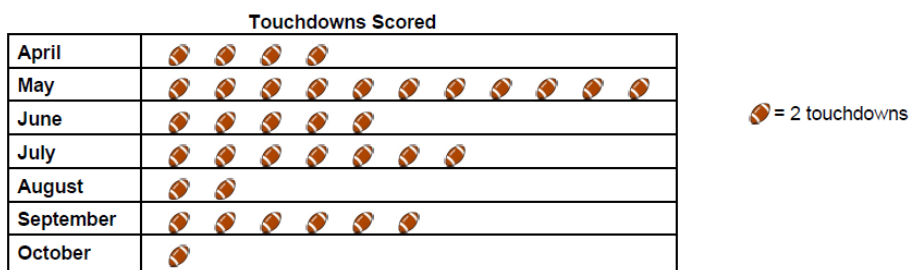 Touchdowns Scored
April
May
June
July
August
September
October
= 2 touchdowns